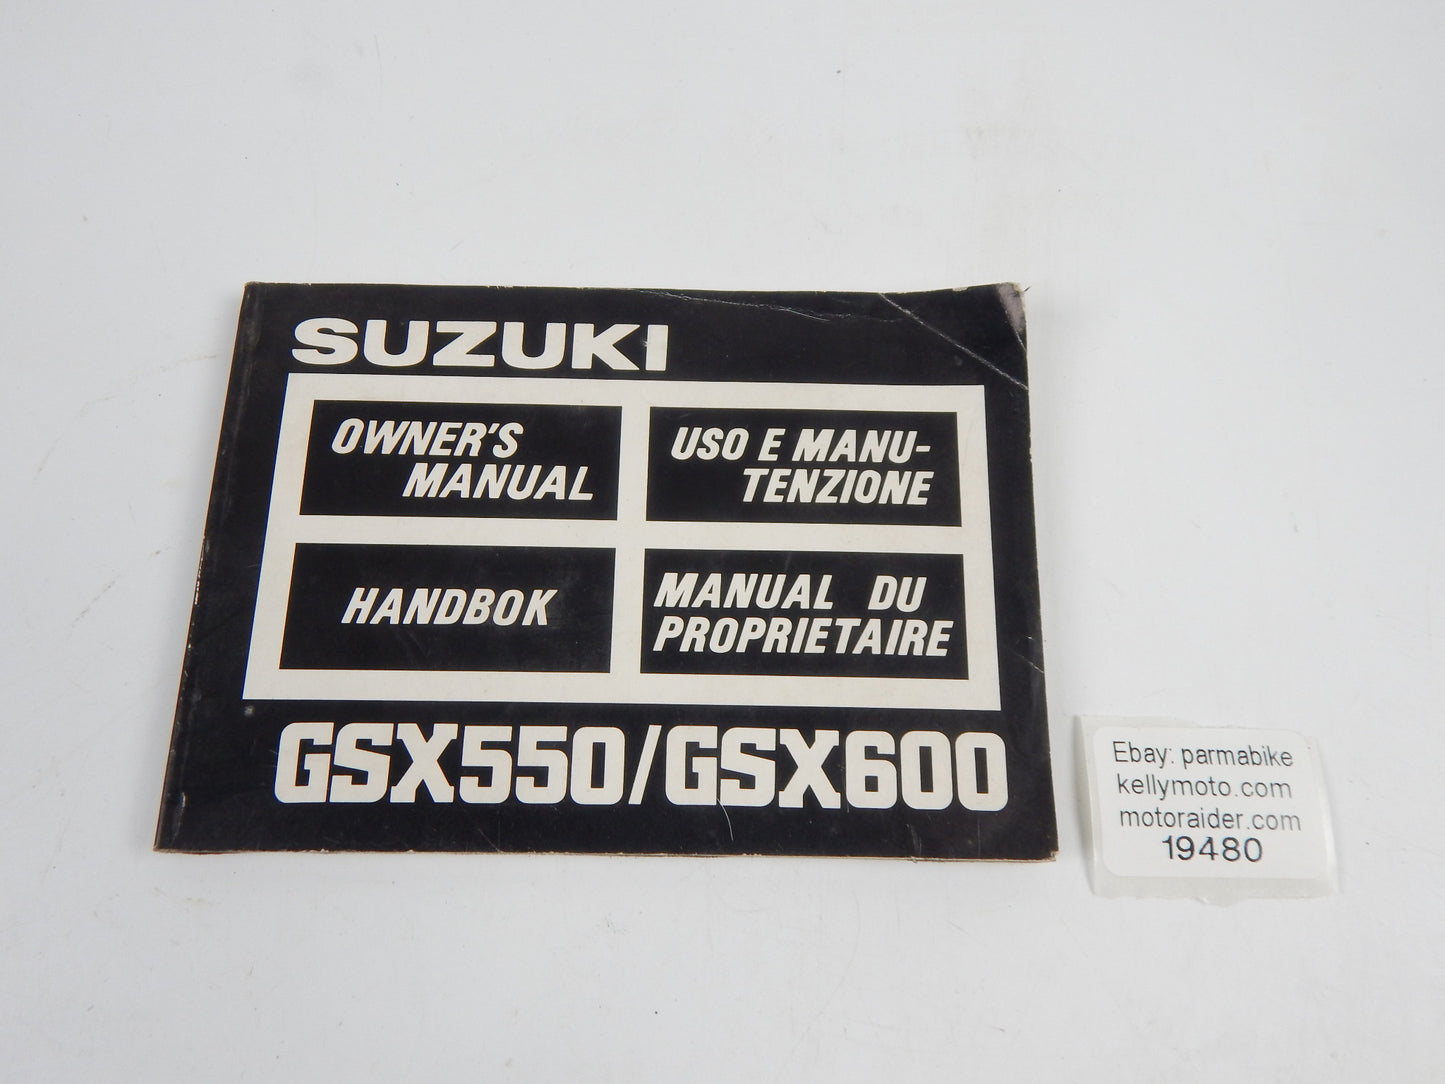 SUZUKI
OWNER'S
MANUAL
USO E MANU-
TENZIONE
HANDBOK
MANUAL DU
PROPRIETAIRE
GSX550/GSX600
Ebay: parmabike
kellymoto.com
motoraider.com
19480